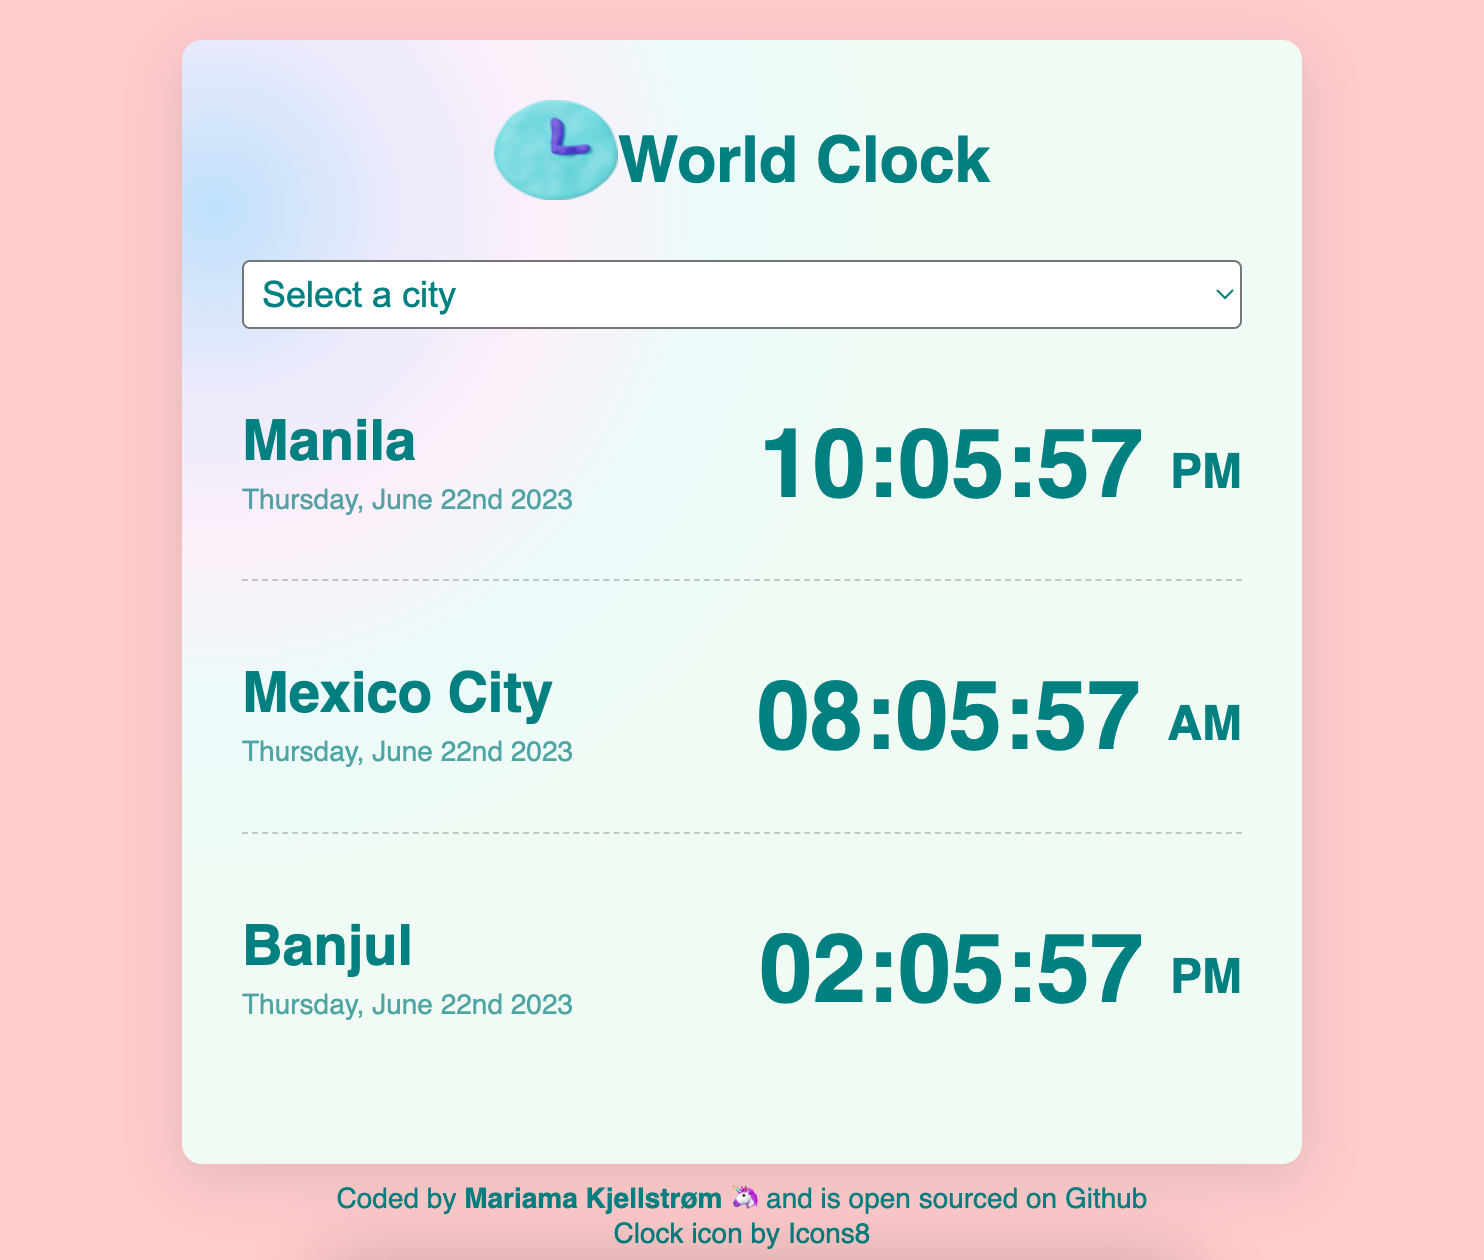 World Clock
Select a city
Manila
10:05:57 PM
Thursday, June 22nd 2023
Mexico City
08:05:57 AM
Thursday, June 22nd 2023
Banjul
02:05:57 PM
Thursday, June 22nd 2023
Coded by Mariama Kjellstrøm 🦄 and is open sourced on Github
Clock icon by Icons8